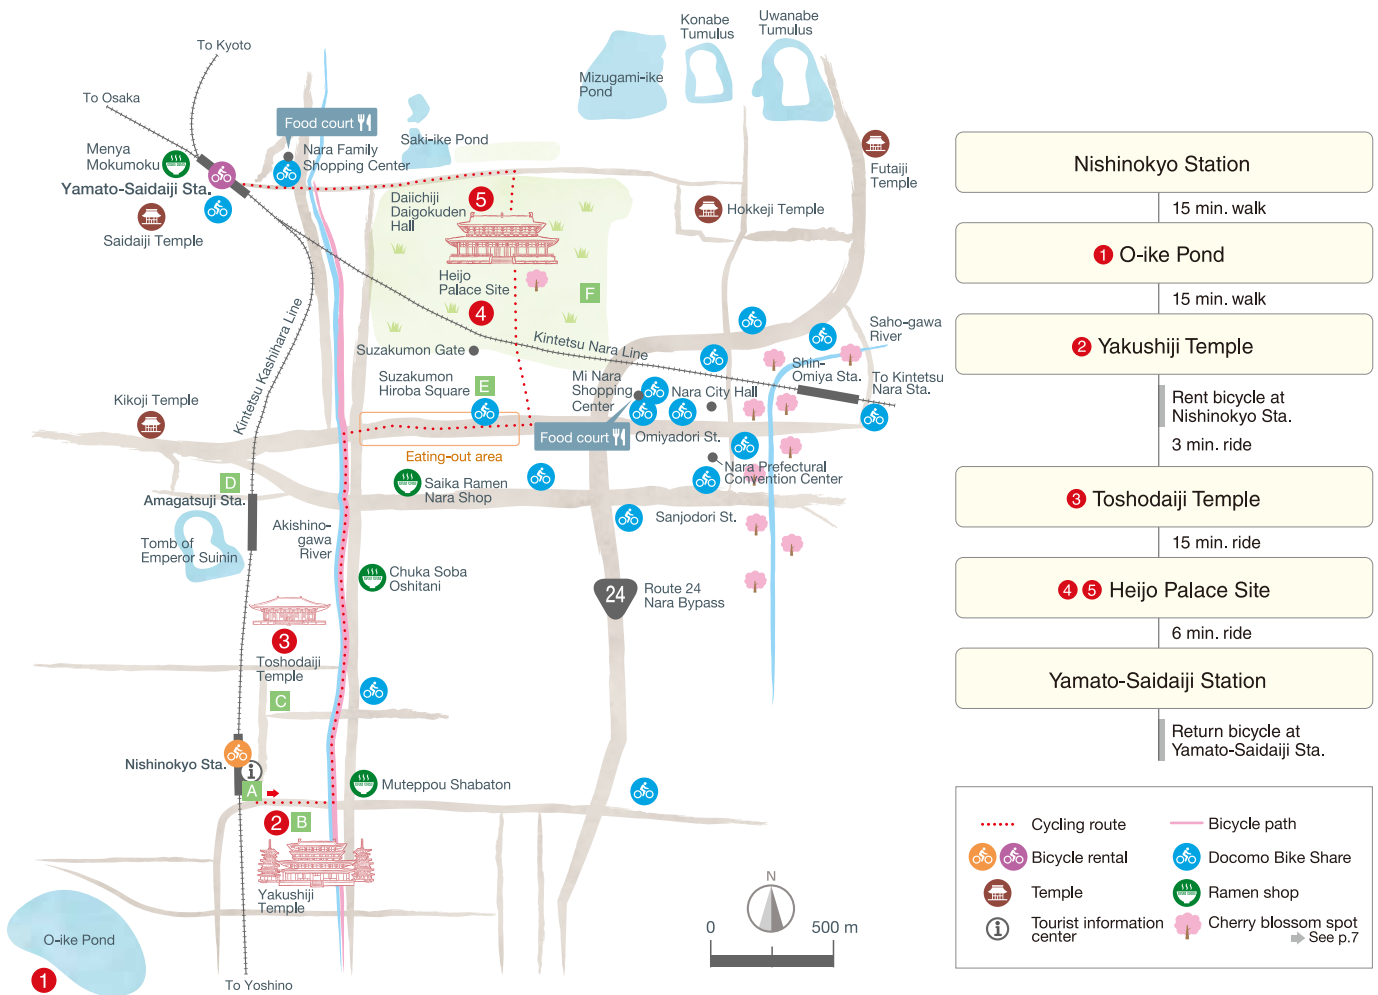 Konabe
Tumulus
Uwanabe
Tumulus
To Kyoto
Mizugami-ike
Pond
To Osaka
Food court
Saki-ike Pond
Menya
Mokumoku
Nara Family
Shopping Center
Futaiji
Temple
Yamato-Saidaiji Sta.
Daiichiji
Daigokuden
Hall
5
Hokkeji Temple
Saidaiji Temple
Heijo
Palace Site
4
F
Kintetsu Kashihara Line
Suzakumon Gate
Kintetsu Nara Line
Saho-gawa
River
Shin-
Omiya Sta.
To Kintetsu
Nara Sta.
Suzakumon
Hiroba Square
E
Mi Nara
Shopping
Center
Nara City Hall
Kikoji Temple
Food court
Omiyadori St.
Eating-out area
Nara Prefectural
Convention Center
D
Saika Ramen
Nara Shop
Amagatsuji Sta.
Akishino-
gawa
River
Sanjodori St.
Tomb of
Emperor Suinin
Chuka Soba
Oshitani
24
Route 24
Nara Bypass
3
Toshodaiji
Temple
C
Nishinokyo Sta.
i
A
Muteppou Shabaton
2
B
Yakushiji
Temple
O-ike Pond
1
To Yoshino
N
0
500 m
Nishinokyo Station
15 min. walk
1 O-ike Pond
15 min. walk
2 Yakushiji Temple
Rent bicycle at
Nishinokyo Sta.
3 min. ride
3 Toshodaiji Temple
15 min. ride
4 5 Heijo Palace Site
6 min. ride
Yamato-Saidaiji Station
Return bicycle at
Yamato-Saidaiji Sta.
Cycling route
Bicycle path
Bicycle rental
Docomo Bike Share
Temple
Ramen shop
i
Tourist information
center
Cherry blossom spot
See p.7